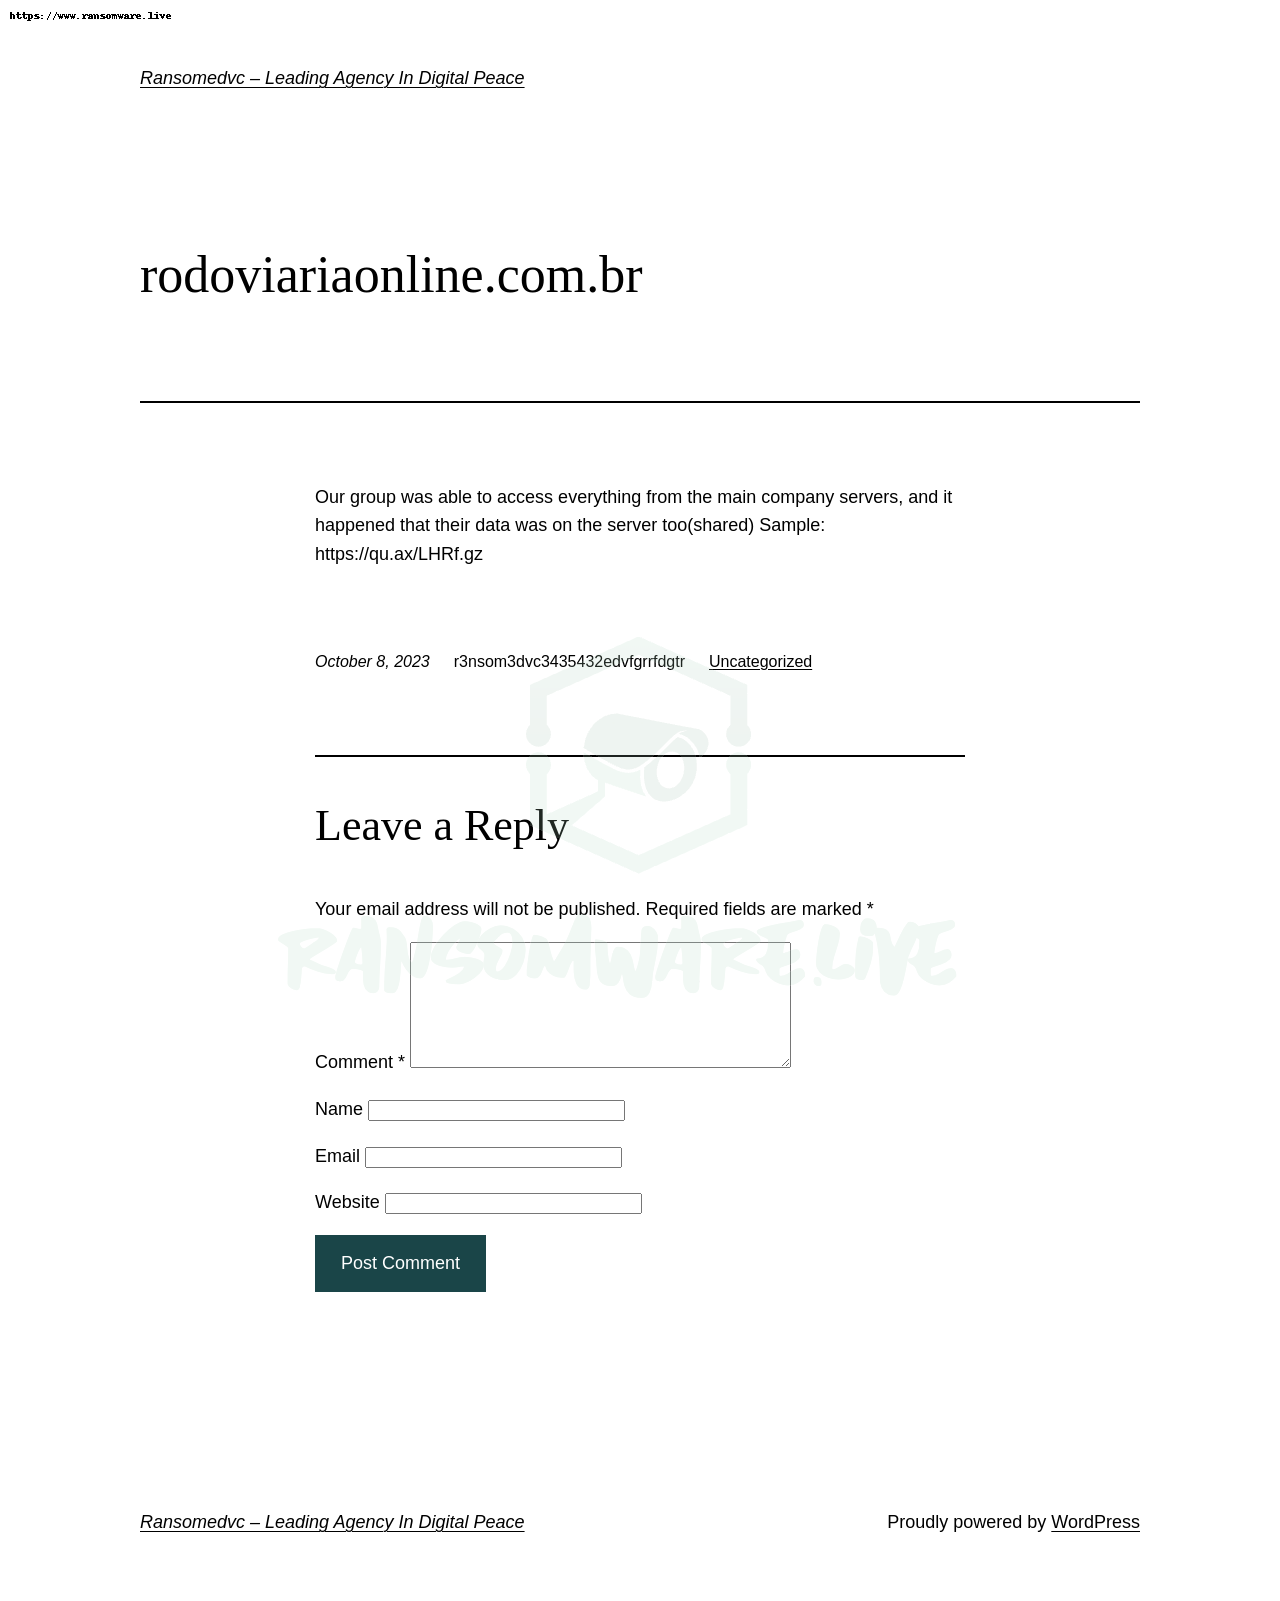 https://www.ransomware.live
Ransomedvc – Leading Agency In Digital Peace
rodoviariaonline.com.br
Our group was able to access everything from the main company servers, and it
happened that their data was on the server too(shared) Sample:
https://qu.ax/LHRf.gz
October 8, 2023 r3nsom3dvc3435432edvfgrrfdgtr Uncategorized
Leave a Reply
Your email address will not be published. Required fields are marked *
RANSOMWARE.LIVE
Comment *
Name
Email
Website
Post Comment
Ransomedvc – Leading Agency In Digital Peace Proudly powered by WordPress